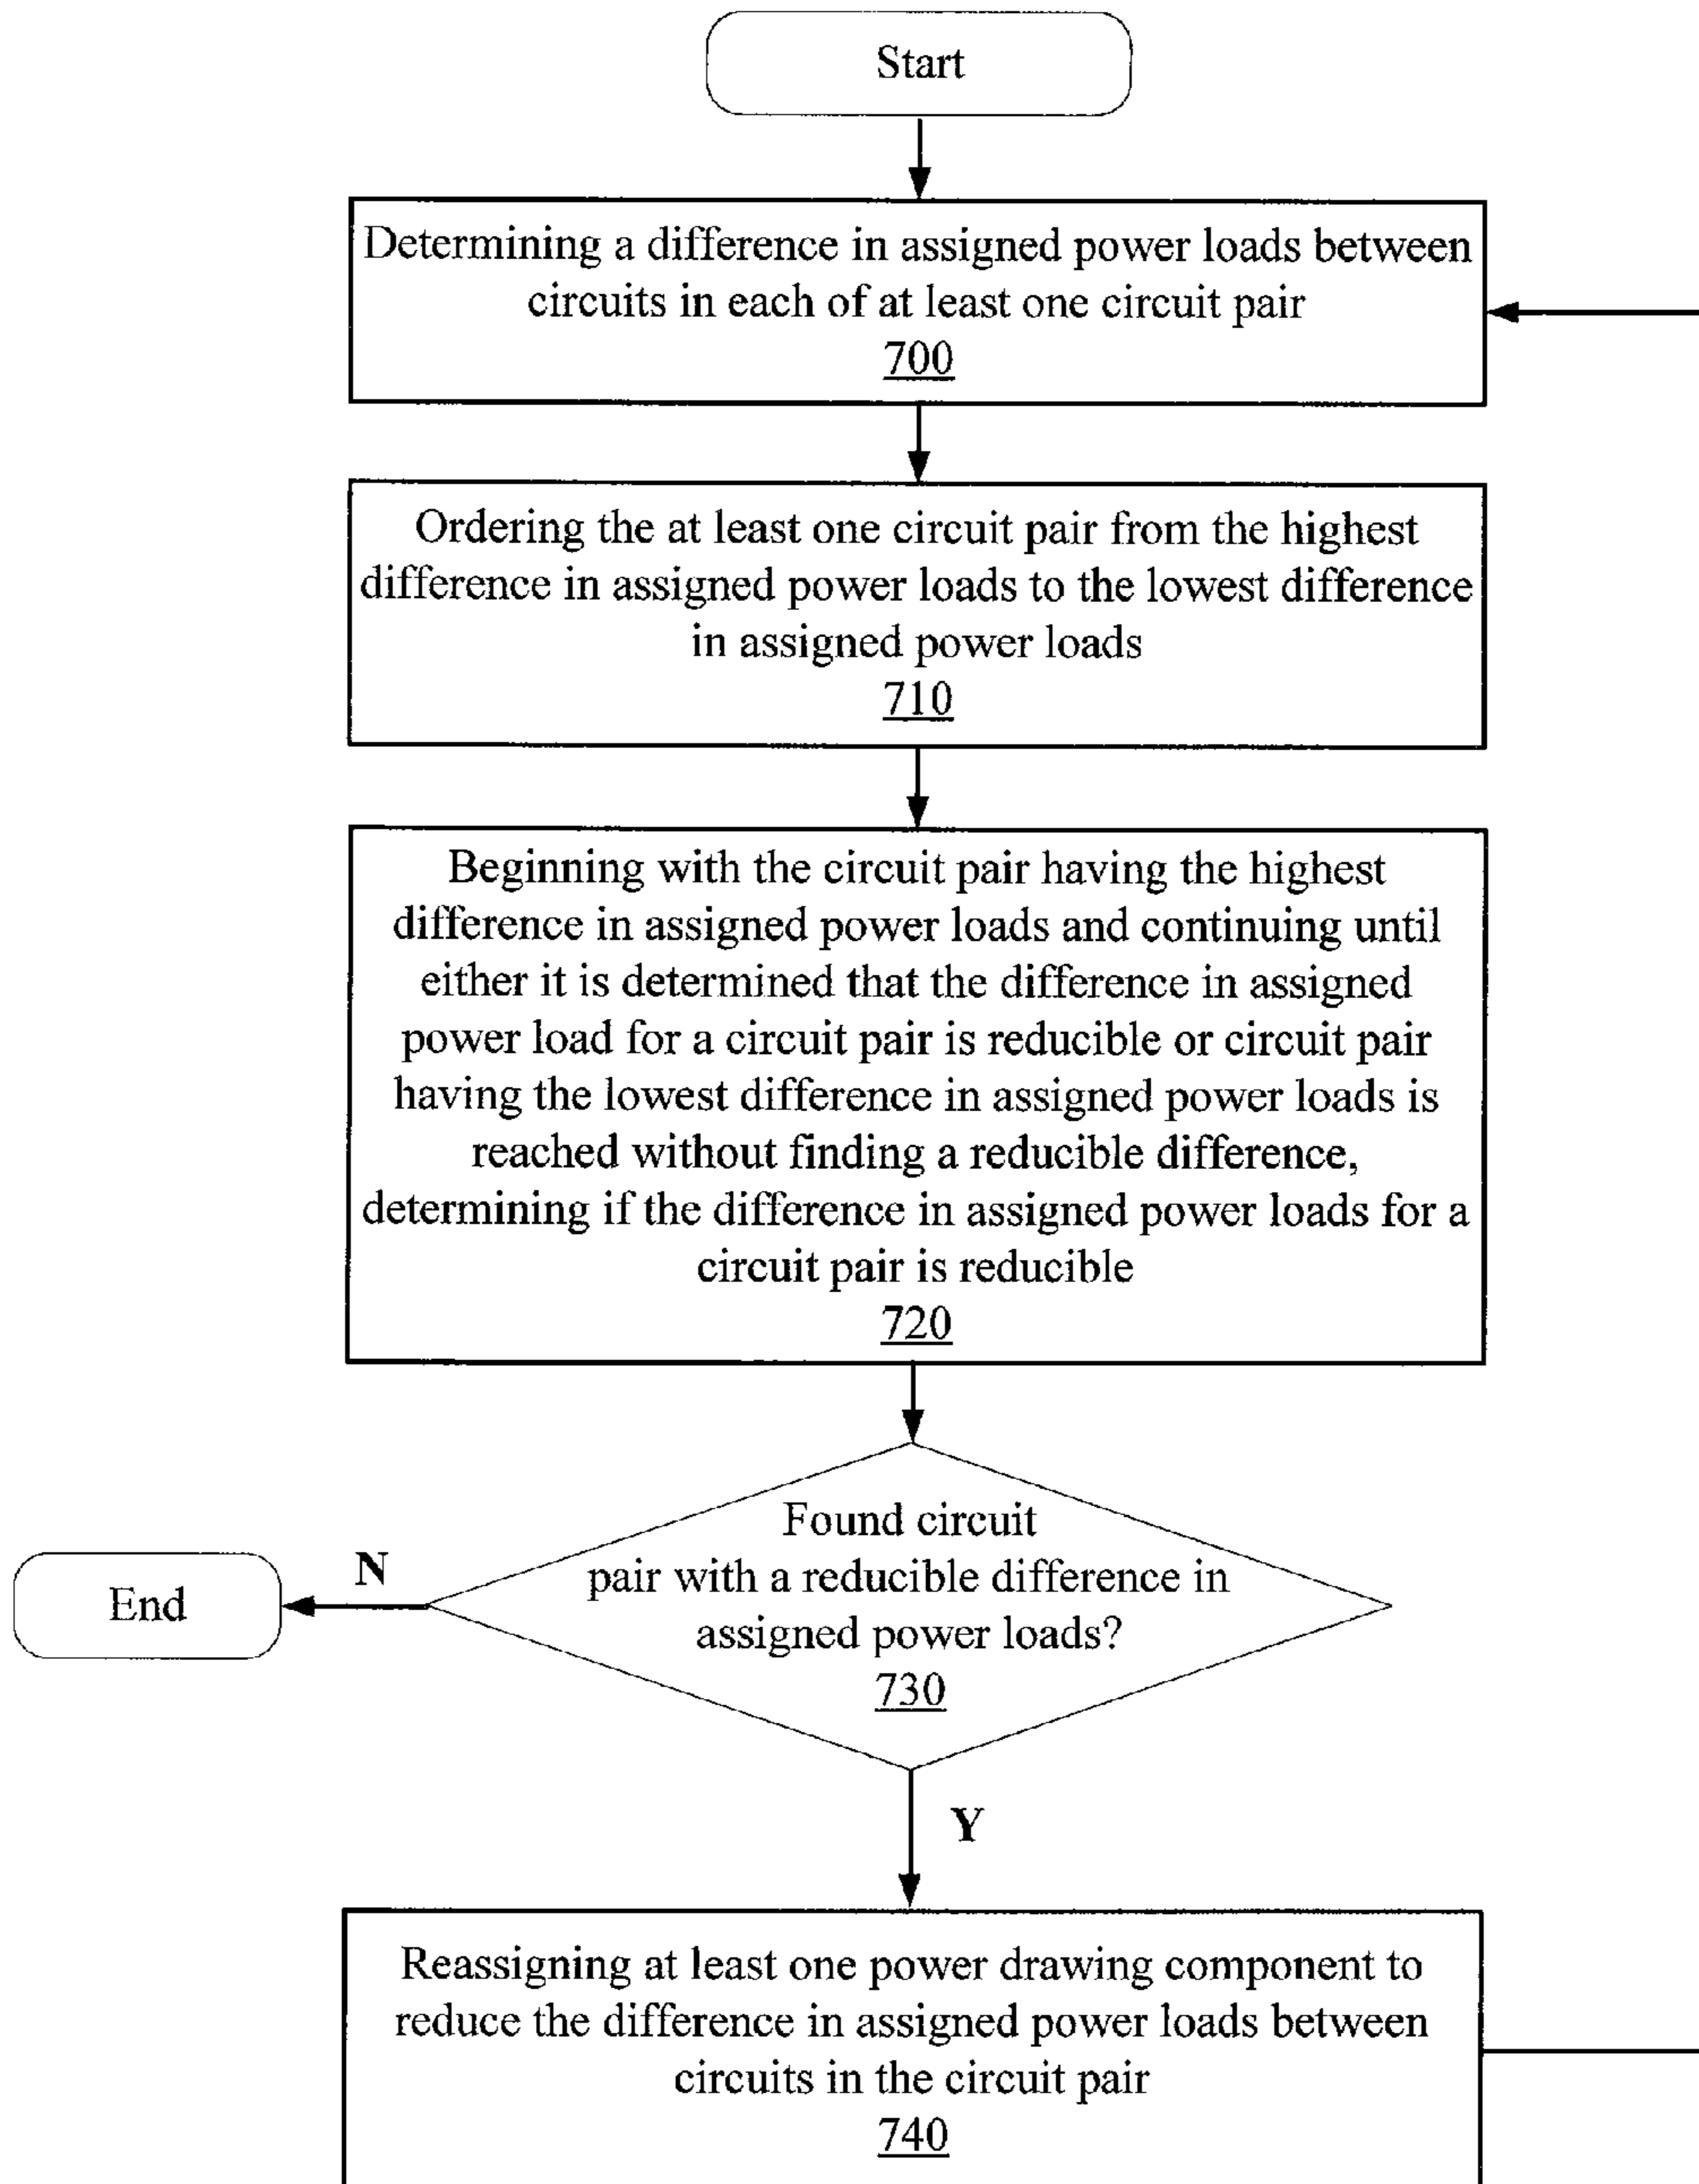 Start
Determining a difference in assigned power loads between
circuits in each of at least one circuit pair
700
Ordering the at least one circuit pair from the highest
difference in assigned power loads to the lowest difference
in assigned power loads
710
Beginning with the circuit pair having the highest
difference in assigned power loads and continuing until
either it is determined that the difference in assigned
power load for a circuit pair is reducible or circuit pair
having the lowest difference in assigned power loads is
reached without finding a reducible difference,
determining if the difference in assigned power loads for a
circuit pair is reducible
720
Found circuit
pair with a reducible difference in
assigned power loads?
730
N
End
Y
Reassigning at least one power drawing component to
reduce the difference in assigned power loads between
circuits in the circuit pair
740